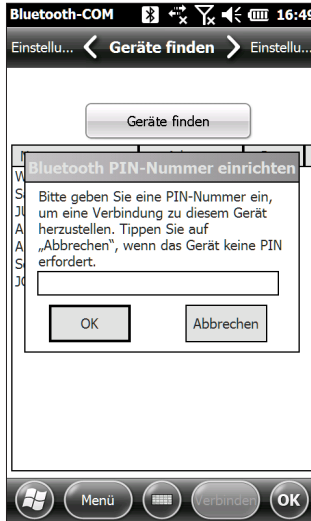 Bluetooth-COM 16:49
Einstellu... Geräte finden Einstellu...
Geräte finden
Bluetooth PIN-Nummer einrichten
Bitte geben Sie eine PIN-Nummer ein,
um eine Verbindung zu diesem Gerät
herzustellen. Tippen Sie auf
„Abbrechen“, wenn das Gerät keine PIN
erfordert.
OK Abbrechen
Menü Verbinden OK